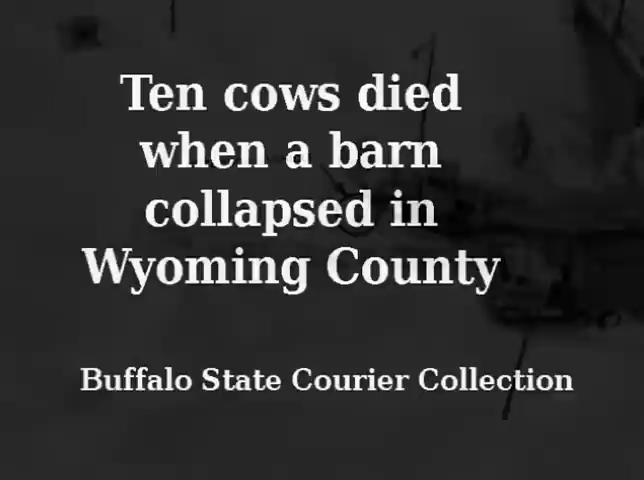 Ten cows died
when a barn
collapsed in
Wyoming County
Buffalo State Courier Collection